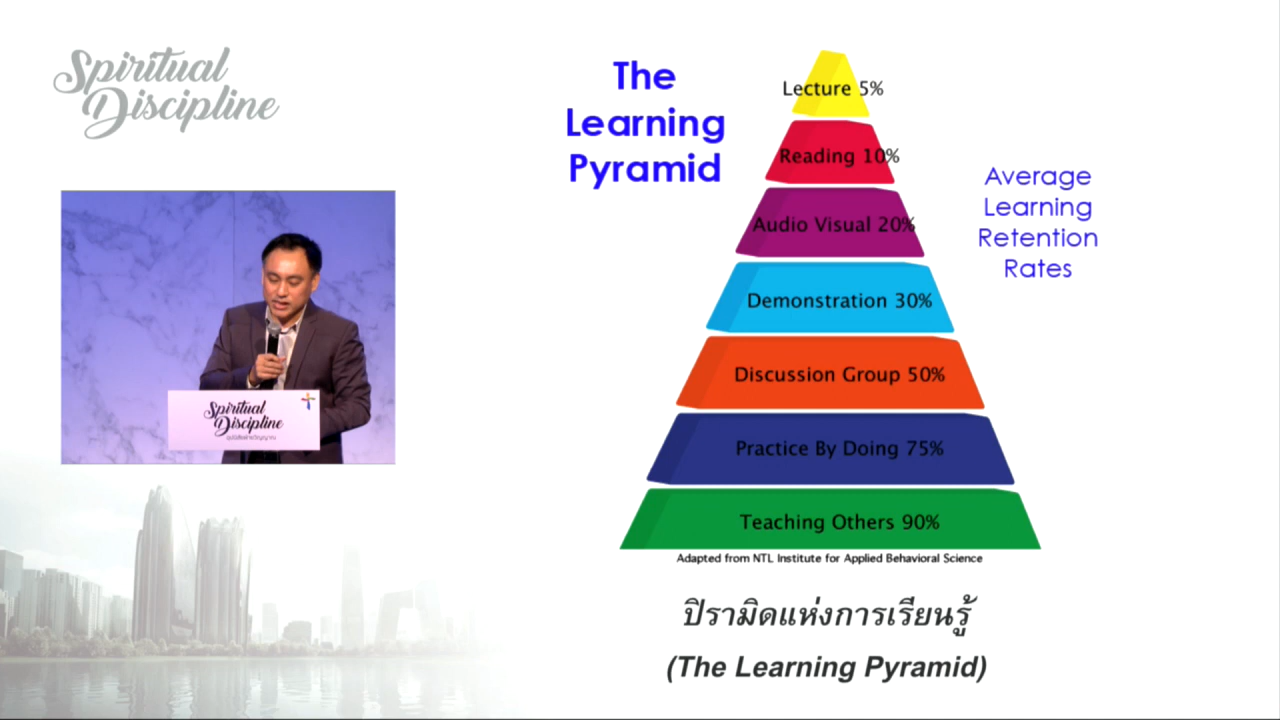 Spiritual
Discipline
The
Learning
Pyramid
Lecture 5%
Reading 10%
Audio Visual 20%
Demonstration 30%
Discussion Group 50%
Practice By Doing 75%
Teaching Others 90%
Average
Learning
Retention
Rates
Adapted from NTL Institute for Applied Behavioral Science
ปิรามิดแห่งการเรียนรู้
(The Learning Pyramid)
Spiritual
Discipline